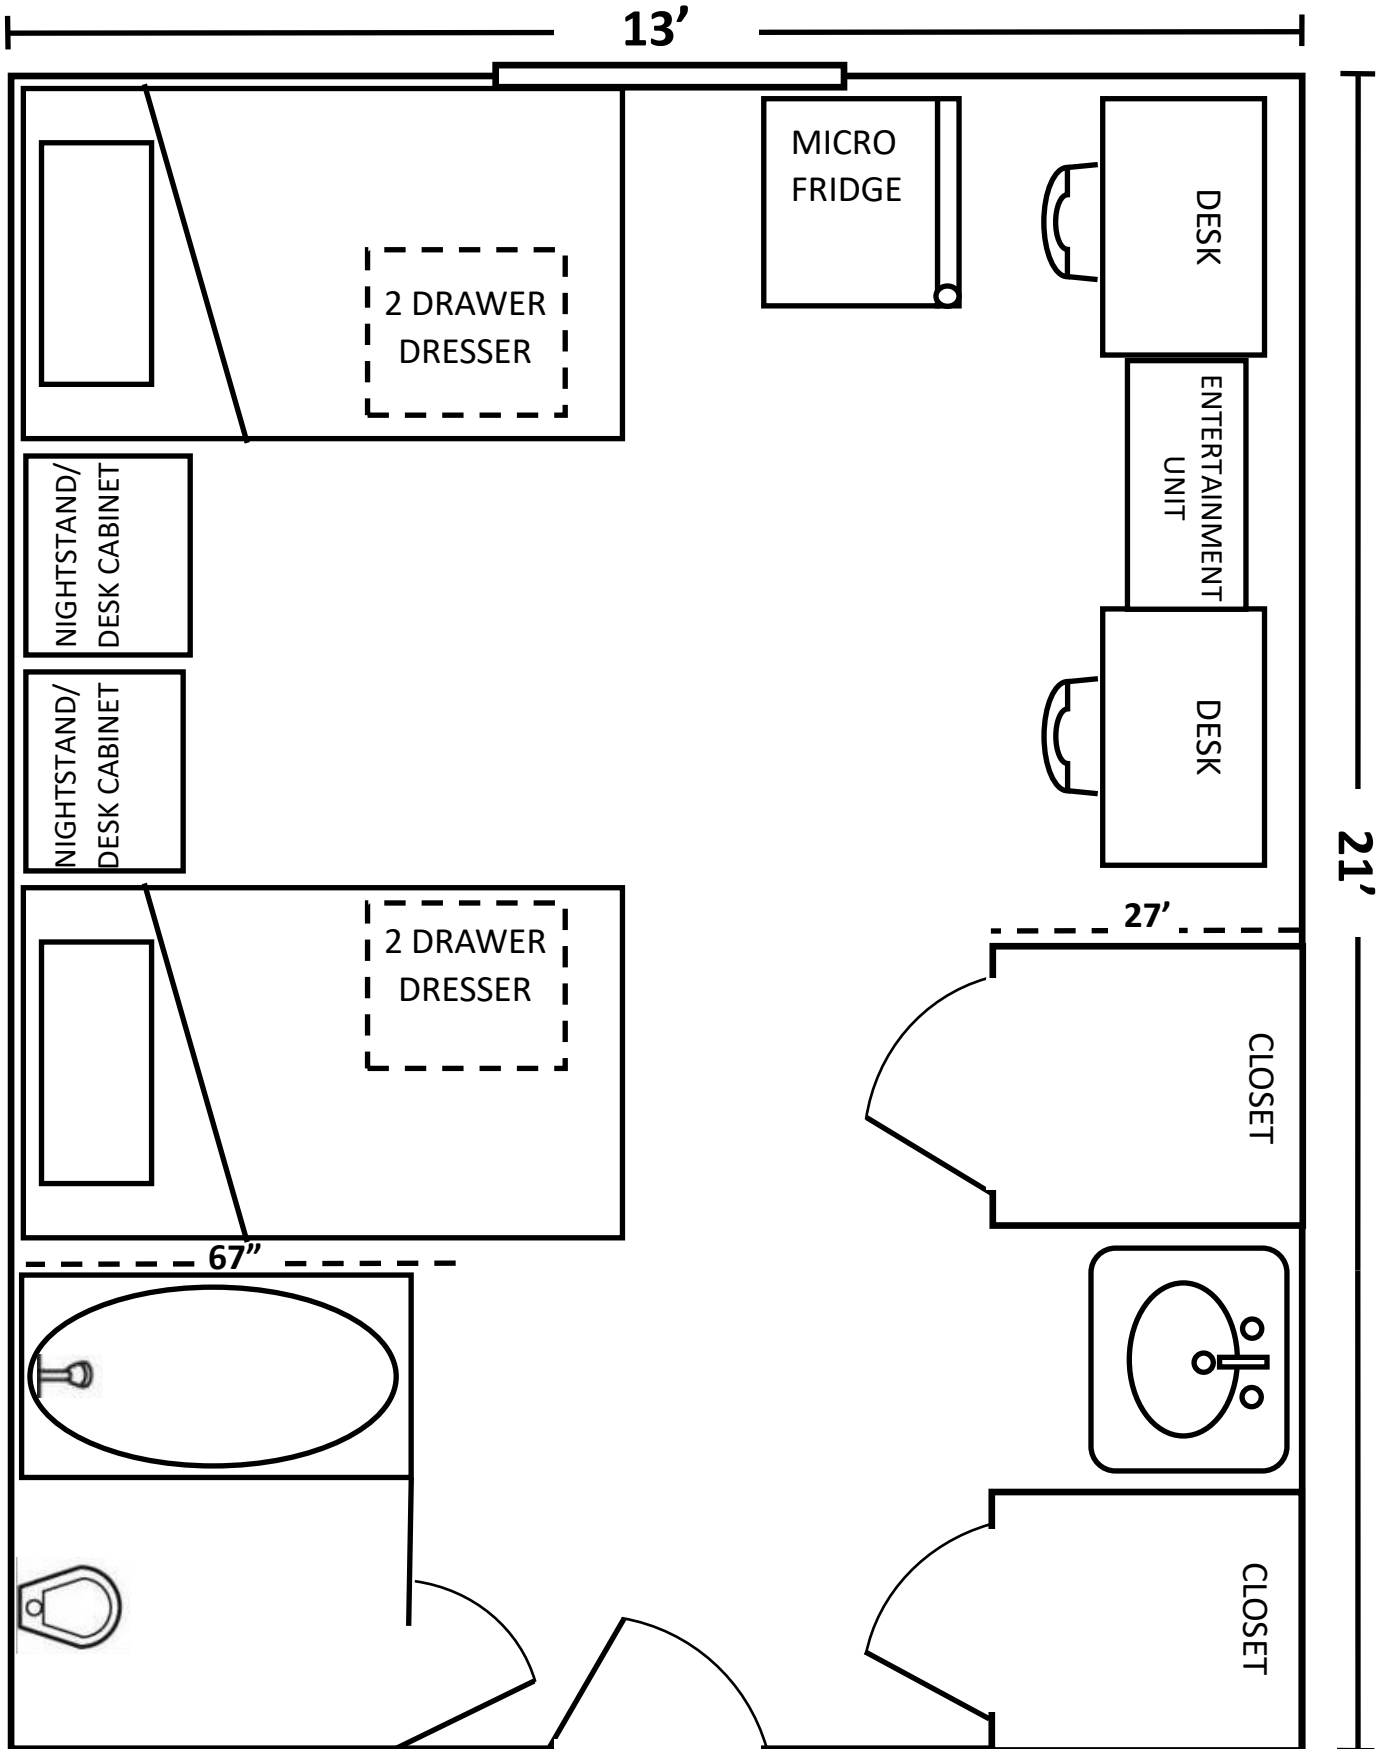 13’
MICRO
FRIDGE
DESK
2 DRAWER
DRESSER
ENTERTAINMENT
UNIT
NIGHTSTAND/
DESK CABINET
NIGHTSTAND/
DESK CABINET
DESK
21’
27’
2 DRAWER
DRESSER
CLOSET
67”
CLOSET